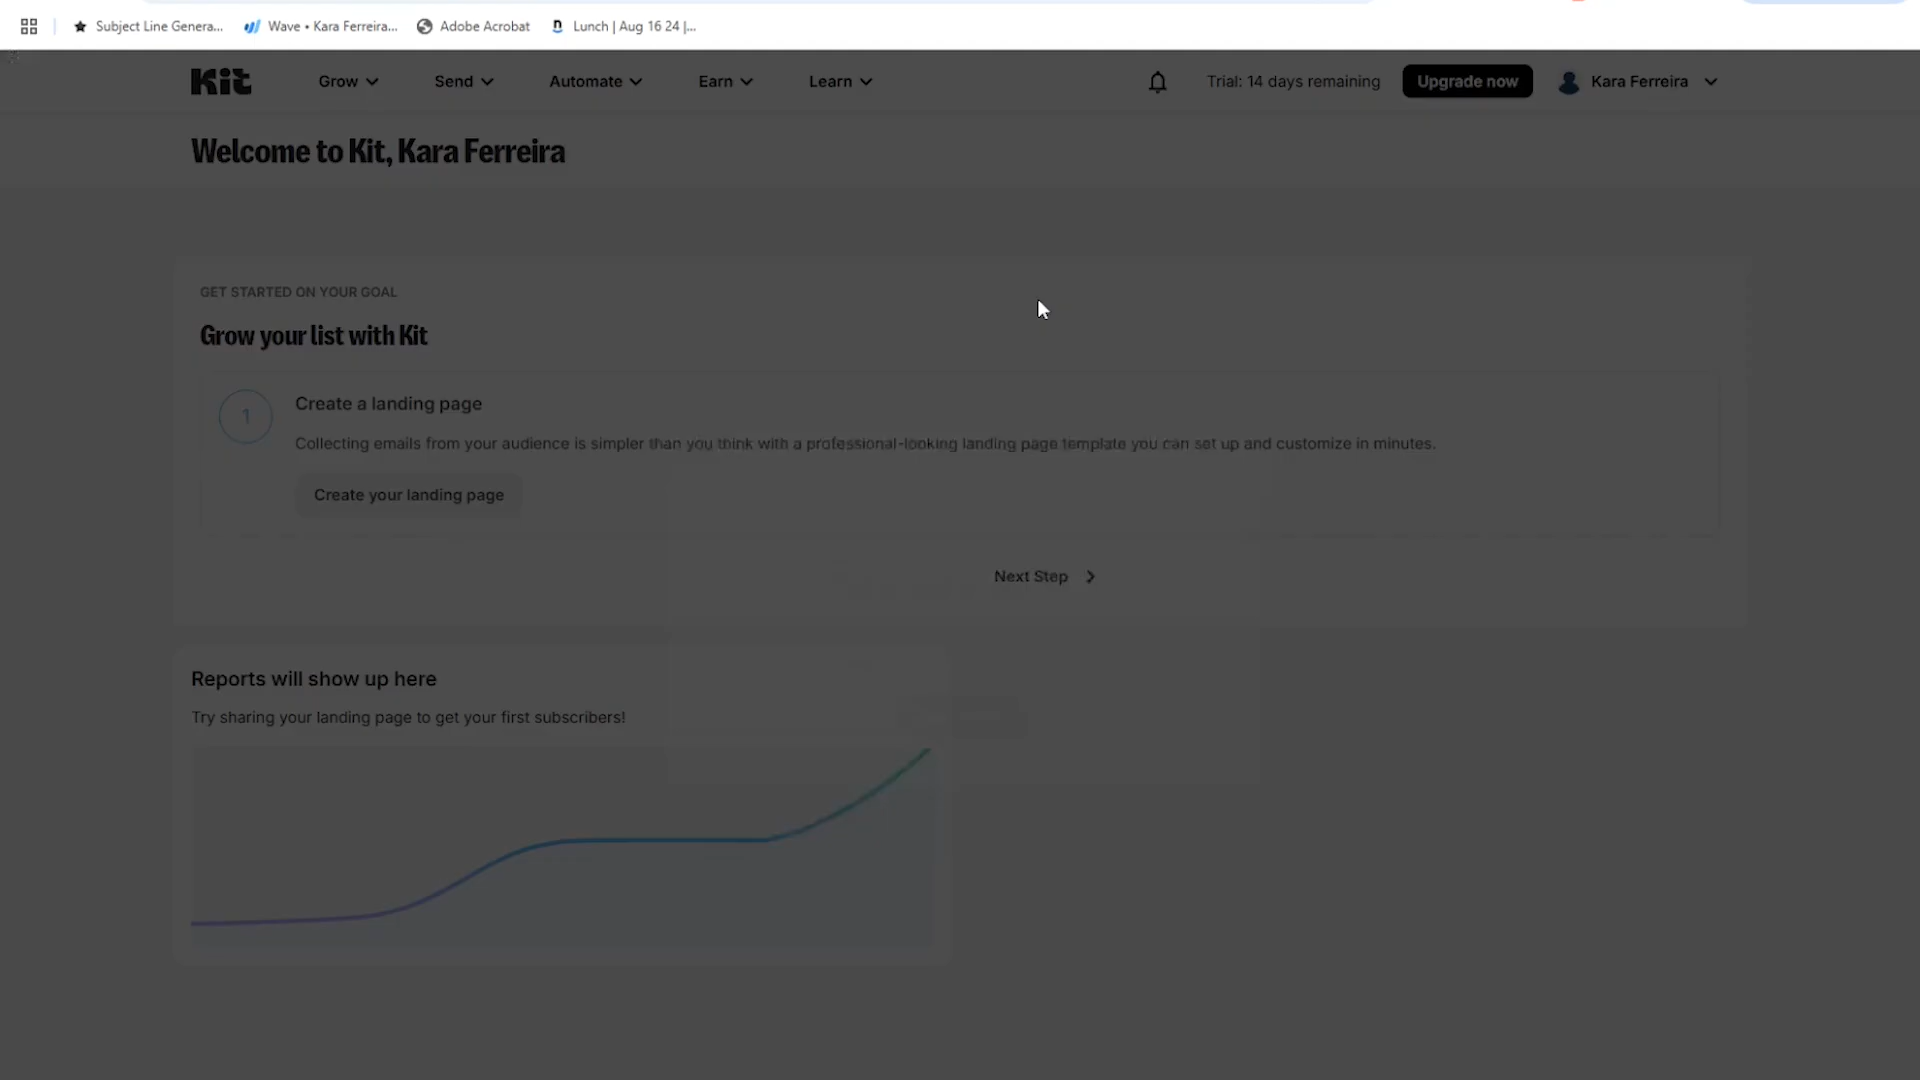 Subject Line Genera...
Wave • Kara Ferreira...
Adobe Acrobat
Lunch | Aug 16 24 |...
Kit
Grow
Send
Automate
Earn
Learn
Trial: 14 days remaining
Upgrade now
Kara Ferreira
Welcome to Kit, Kara Ferreira
GET STARTED ON YOUR GOAL
Grow your list with Kit
1
Create a landing page
Collecting emails from your audience is simpler than you think with a professional-looking landing page template you can set up and customize in minutes.
Create your landing page
Next Step
Reports will show up here
Try sharing your landing page to get your first subscribers!